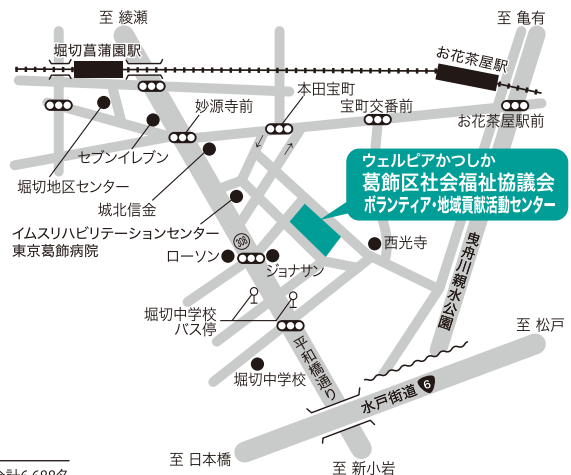 至 綾瀬
至 亀有
堀切菖蒲園駅
お花茶屋駅
本田宝町
妙源寺前
宝町交番前
お花茶屋駅前
セブンイレブン
堀切地区センター
城北信金
ウェルピアかつしか
葛飾区社会福祉協議会
ボランティア・地域貢献活動センター
イムスリハビリテーションセンター
東京葛飾病院
308
西光寺
ローソン
ジョナサン
曳舟川親水公園
堀切中学校
バス停
至 松戸
平和橋通り
堀切中学校
水戸街道 6
至 日本橋
至 新小岩